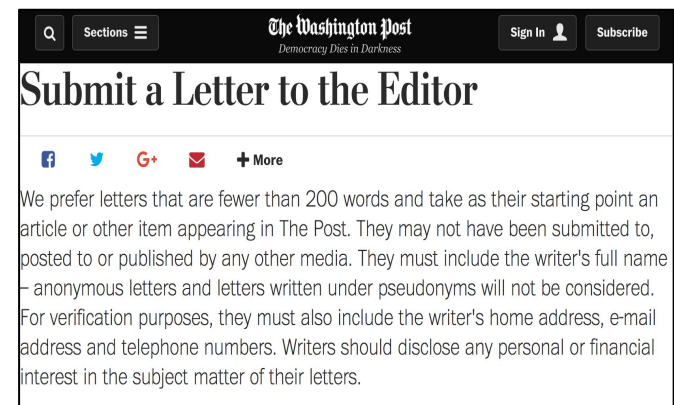 Sections
The Washington Post
Democracy Dies in Darkness
Sign In
Subscribe
Submit a Letter to the Editor
f
G+
+ More
We prefer letters that are fewer than 200 words and take as their starting point an
article or other item appearing in The Post. They may not have been submitted to,
posted to or published by any other media. They must include the writer's full name
– anonymous letters and letters written under pseudonyms will not be considered.
For verification purposes, they must also include the writer's home address, e-mail
address and telephone numbers. Writers should disclose any personal or financial
interest in the subject matter of their letters.